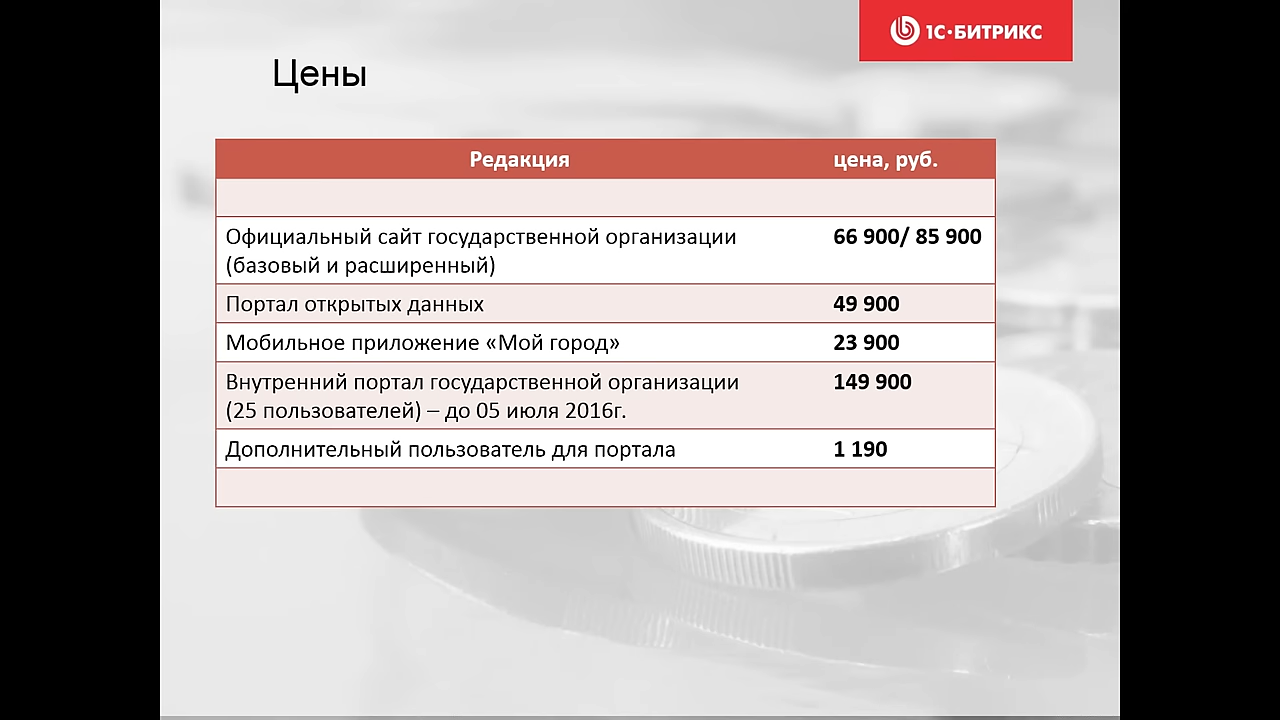 1С·БИТРИКС
Цены
Редакция цена, руб.
Официальный сайт государственной организации 66 900/ 85 900
(базовый и расширенный)
Портал открытых данных 49 900
Мобильное приложение «Мой город» 23 900
Внутренний портал государственной организации 149 900
(25 пользователей) – до 05 июля 2016г.
Дополнительный пользователь для портала 1 190